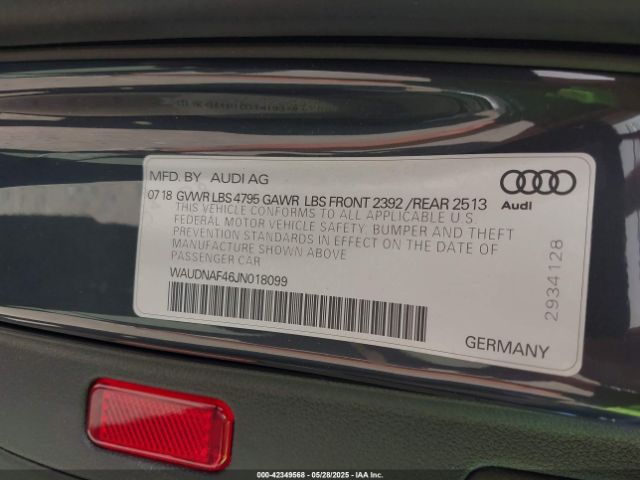 MFD. BY AUDI AG
07 18 GVWR LBS 4795 GAWR LBS FRONT 2392 / REAR 2513
THIS VEHICLE CONFORMS TO ALL APPLICABLE U.S.
FEDERAL MOTOR VEHICLE SAFETY, BUMPER AND THEFT
PREVENTION STANDARDS IN EFFECT ON THE DATE OF
MANUFACTURE SHOWN ABOVE
PASSENGER CAR
WAUDNAF46JN018099
Audi
2934128
GERMANY
000-42349568 - 05/28/2025 - IAA, Inc.